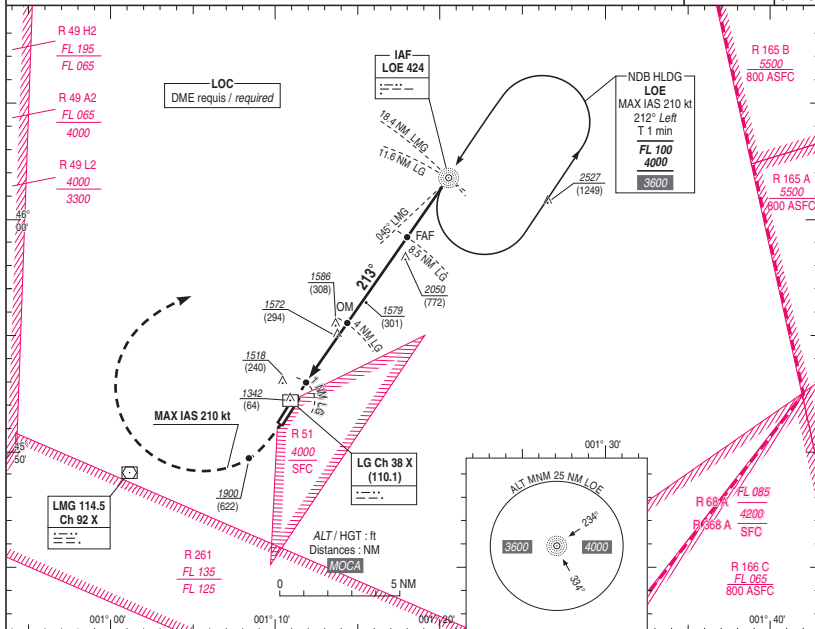 R 49 H2
FL 195
FL 065
R 49 A2
FL 065
4000
R 49 L2
4000
3300
LOC
DME requis / required
IAF
LOE 424
NDB HLDG
LOE
MAX IAS 210 kt
212° Left
T 1 min
FL 100
4000
3600
R 165 B
5500
800 ASFC
R 165 A
5500
800 ASFC
18.4 NM LMG
11.6 NM LG
2527
(1249)
46°
00'
045° LMG
FAF
8.5 NM LG
213°
2050
(772)
1586
(308)
1572
(294)
OM
1579
(301)
4 NM LG
1518
(240)
1342
(64)
1 NM LG
MAX IAS 210 kt
R 51
4000
SFC
45°
50'
1900
(622)
LG Ch 38 X
(110.1)
LMG 114.5
Ch 92 X
R 261
FL 135
FL 125
ALT / HGT : ft
Distances : NM
MOCA
0
5 NM
ALT MNM 25 NM LOE
234°
3600
4000
334°
001° 30'
R 68 A
R 368 A
FL 085
4200
SFC
R 166 C
FL 065
800 ASFC
001° 00'
001° 10'
001° 20'
001° 40'